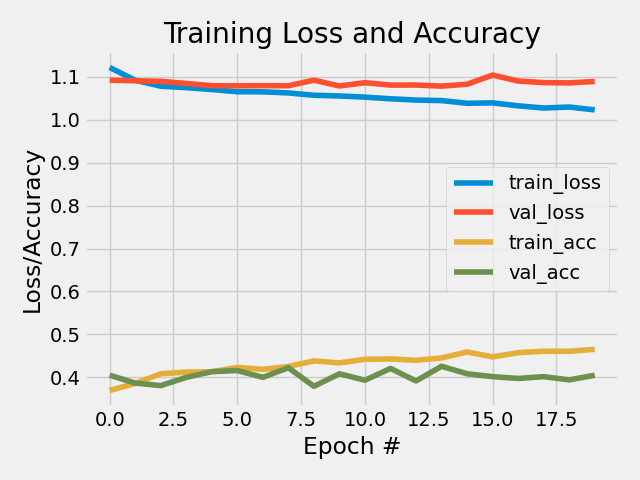 Training Loss and Accuracy
1.1
1.0
0.9
0.8
0.7
0.6
0.5
0.4
Loss/Accuracy
train_loss
val_loss
train_acc
val_acc
0.0 2.5 5.0 7.5 10.0 12.5 15.0 17.5
Epoch #